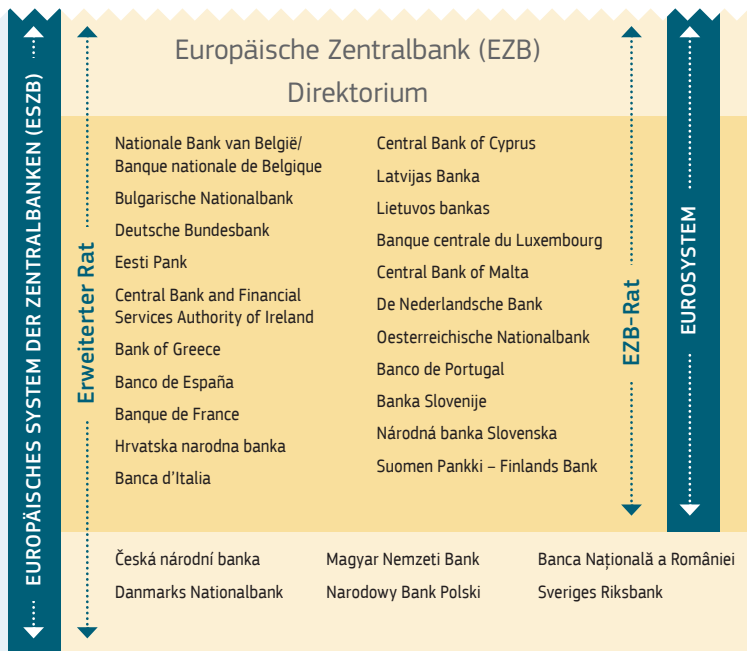 Europäische Zentralbank (EZB)
Direktorium
EUROPÄISCHES SYSTEM DER ZENTRALBANKEN (ESZB)
Erweiterter Rat
Nationale Bank van België/
Banque nationale de Belgique
Bulgarische Nationalbank
Deutsche Bundesbank
Eesti Pank
Central Bank and Financial
Services Authority of Ireland
Bank of Greece
Banco de España
Banque de France
Hrvatska narodna banka
Banca d’Italia
Central Bank of Cyprus
Latvijas Banka
Lietuvos bankas
Banque centrale du Luxembourg
Central Bank of Malta
De Nederlandsche Bank
Oesterreichische Nationalbank
Banco de Portugal
Banka Slovenije
Národná banka Slovenska
Suomen Pankki – Finlands Bank
EZB-Rat
EUROSYSTEM
Česká národní banka
Danmarks Nationalbank
Magyar Nemzeti Bank
Narodowy Bank Polski
Banca Națională a României
Sveriges Riksbank